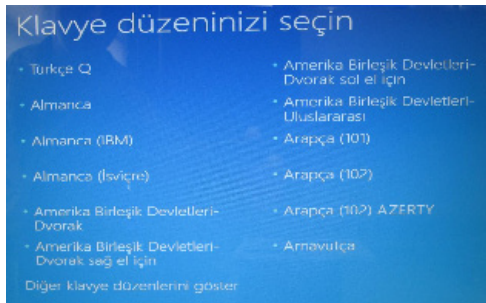 Klavye düzeninizi seçin
Türkçe Q
Almanca
Almanca (IBM)
Almanca (İsviçre)
Amerika Birleşik Devletleri-
Dvorak
Amerika Birleşik Devletleri-
Dvorak sağ el için
Amerika Birleşik Devletleri-
Dvorak sol el için
Amerika Birleşik Devletleri-
Uluslararası
Arapça (101)
Arapça (102)
Arapça (102) AZERTY
Arnavutça
Diğer klavye düzenlerini göster